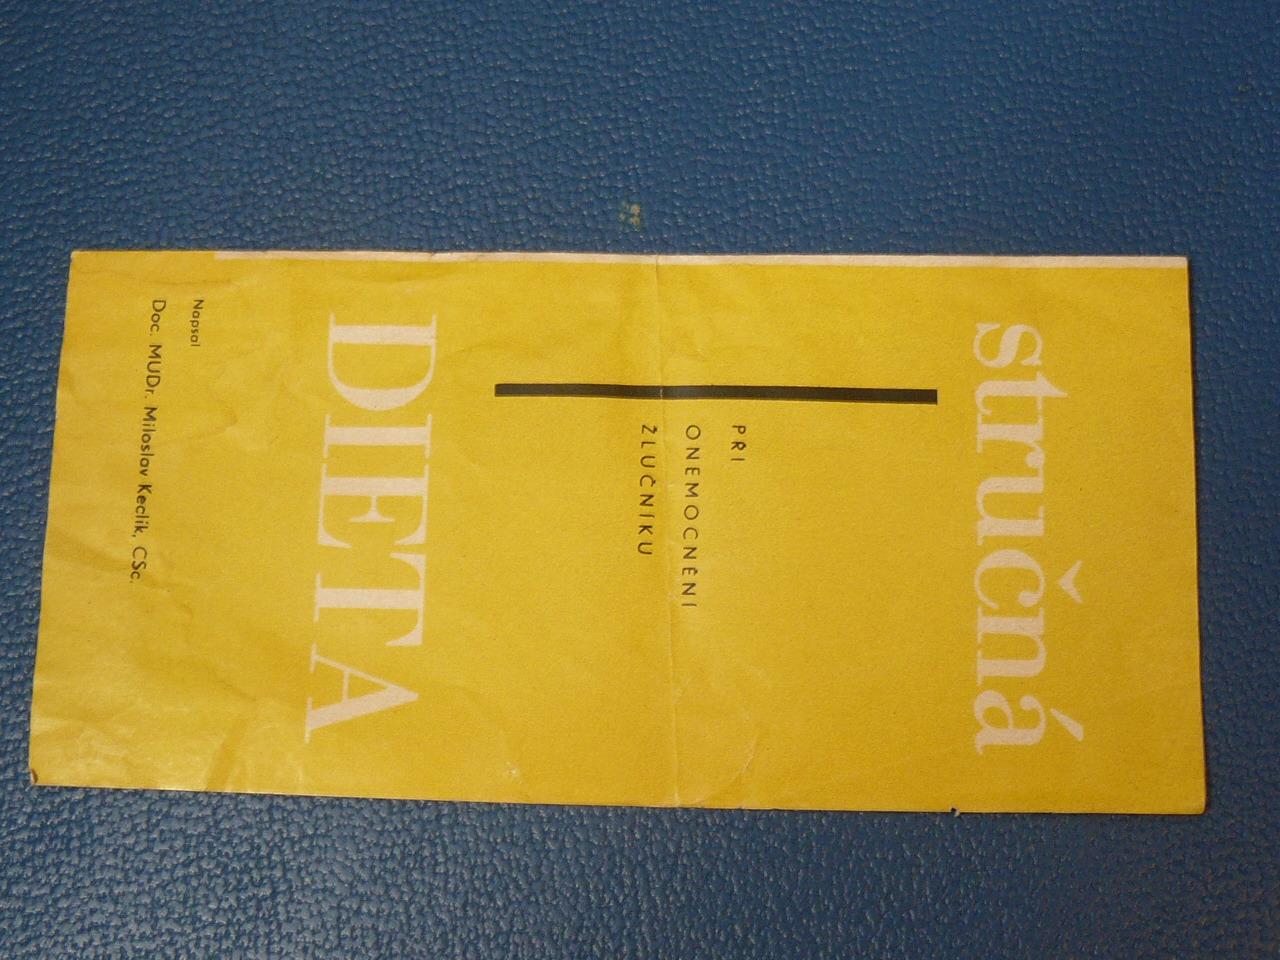 stručná
PŘI
ONEMOCNĚNÍ
ŽLUČNÍKU
DIETA
Napsal
Doc. MUDr. Miloslav Keclík, CSc.